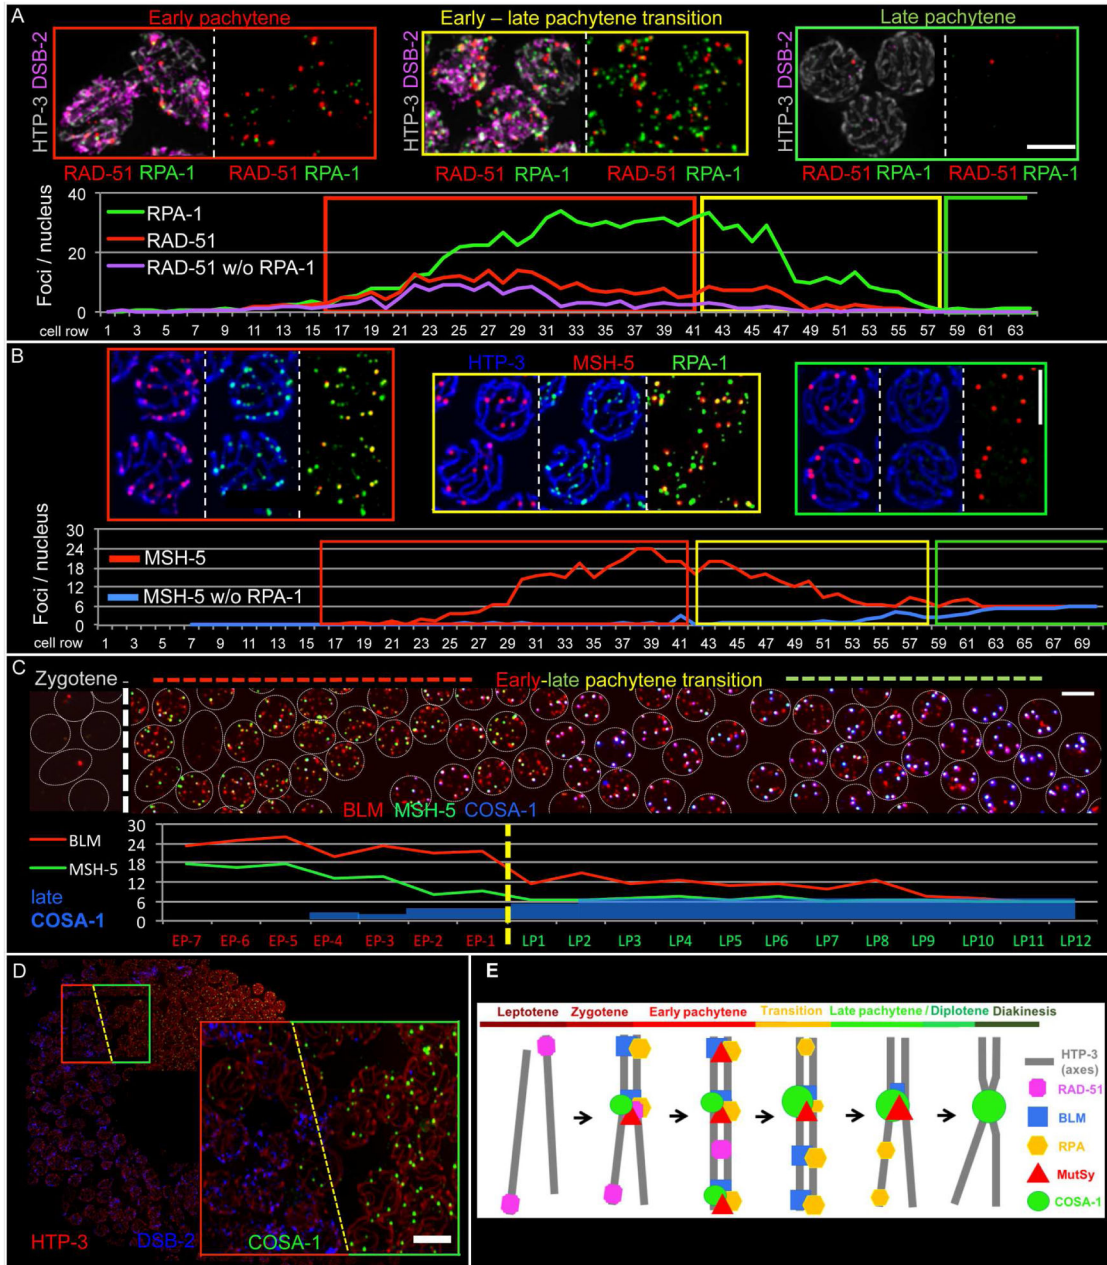 A
Early pachytene
Early – late pachytene transition
Late pachytene
HTP-3 DSB-2
HTP-3 DSB-2
HTP-3 DSB-2
RAD-51 RPA-1 RAD-51 RPA-1
RAD-51 RPA-1 RAD-51 RPA-1
RAD-51 RPA-1 RAD-51 RPA-1
Foci / nucleus
40
20
0
RPA-1
RAD-51
RAD-51 w/o RPA-1
cell row 1 3 5 7 9 11 13 15 17 19 21 23 25 27 29 31 33 35 37 39 41 43 45 47 49 51 53 55 57 59 61 63
B
HTP-3 MSH-5 RPA-1
Foci / nucleus
30
24
18
12
6
0
MSH-5
MSH-5 w/o RPA-1
cell row 1 3 5 7 9 11 13 15 17 19 21 23 25 27 29 31 33 35 37 39 41 43 45 47 49 51 53 55 57 59 61 63 65 67 69
C
Zygotene
Early-late pachytene transition
BLM MSH-5 COSA-1
30
24
18
12
6
0
BLM
MSH-5
late
COSA-1
EP-7 EP-6 EP-5 EP-4 EP-3 EP-2 EP-1 LP1 LP2 LP3 LP4 LP5 LP6 LP7 LP8 LP9 LP10 LP11 LP12
D
HTP-3 DSB-2 COSA-1
E
Leptotene Zygotene Early pachytene Transition Late pachytene / Diplotene Diakinesis
HTP-3
(axes)
RAD-51
BLM
RPA
MutSγ
COSA-1